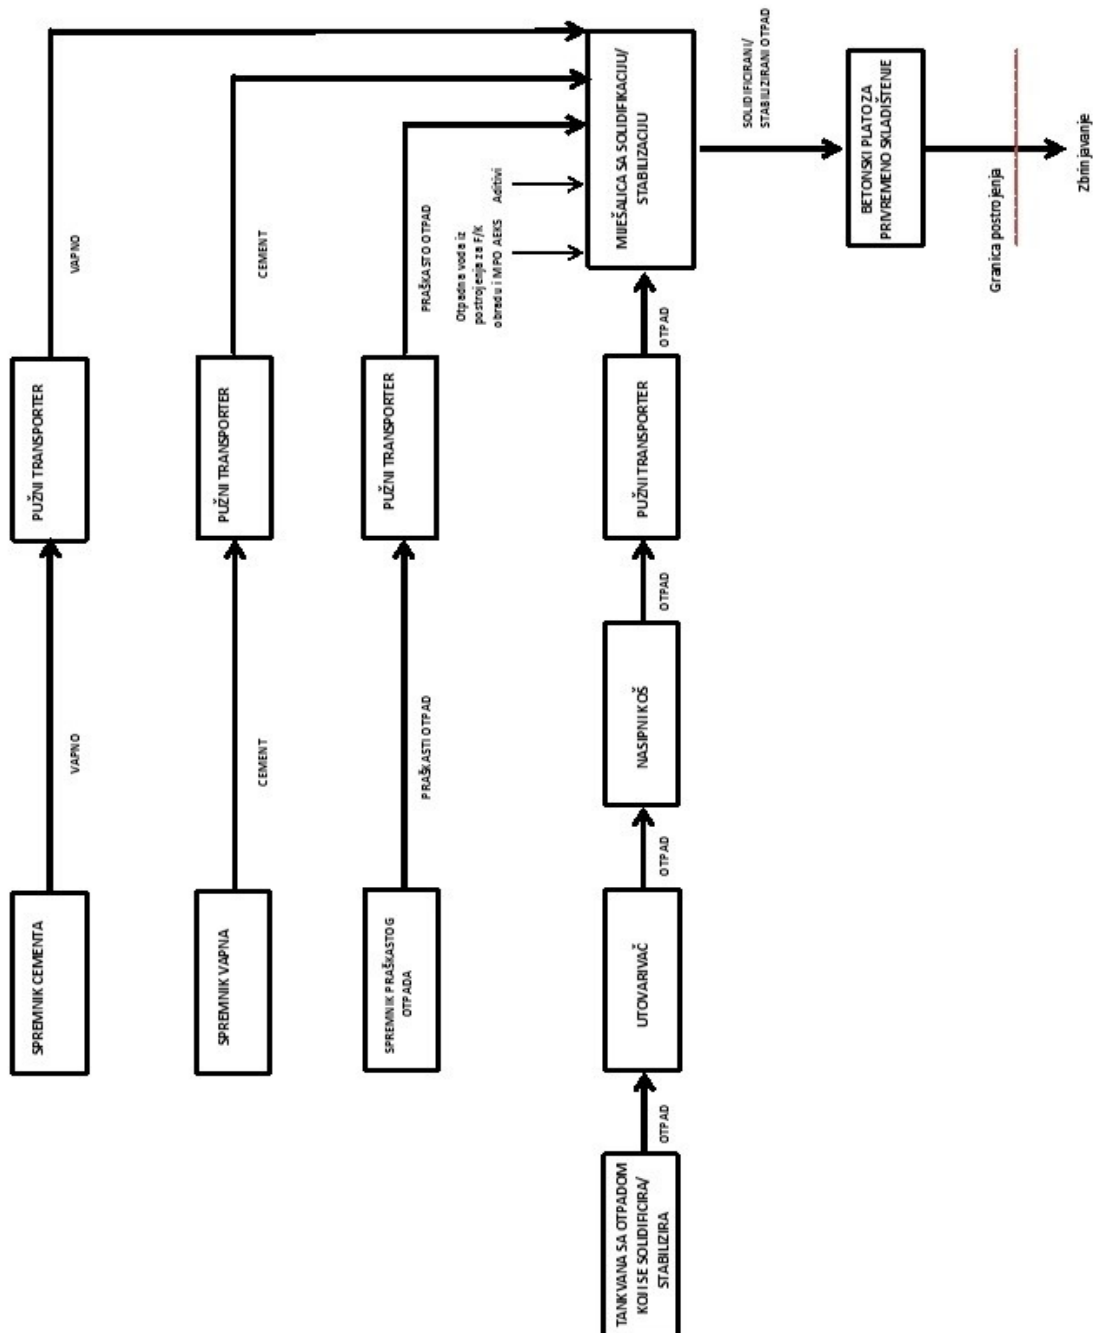 SPREMNIK CEMENTA
VAPNO
PUŽNI TRANSPORTER
VAPNO
SPREMNIK VAPNA
CEMENT
PUŽNI TRANSPORTER
CEMENT
SPREMNIK PRAŠKASTOG
OTPADA
PRAŠKASTI OTPAD
PUŽNI TRANSPORTER
PRAŠKASTO OTPAD
Otpadna voda iz
postrojenja za F/K
obradu i MPO AEKS
Aditivi
TANKVANA SA OTPADOM
KOJI SE SOLIDIFICIRA/
STABILIZIRA
OTPAD
UTOVARIVAČ
OTPAD
NASIPNI KOŠ
OTPAD
PUŽNI TRANSPORTER
OTPAD
MIJEŠALICA SA SOLIDIFIKACIJU/
STABILIZACIJU
SOLIDIFICIRANI/
STABILIZIRANI OTPAD
BETONSKI PLATO ZA
PRIVREMENO SKLADIŠTENJE
Granica postrojenja
Zbrinjavanje